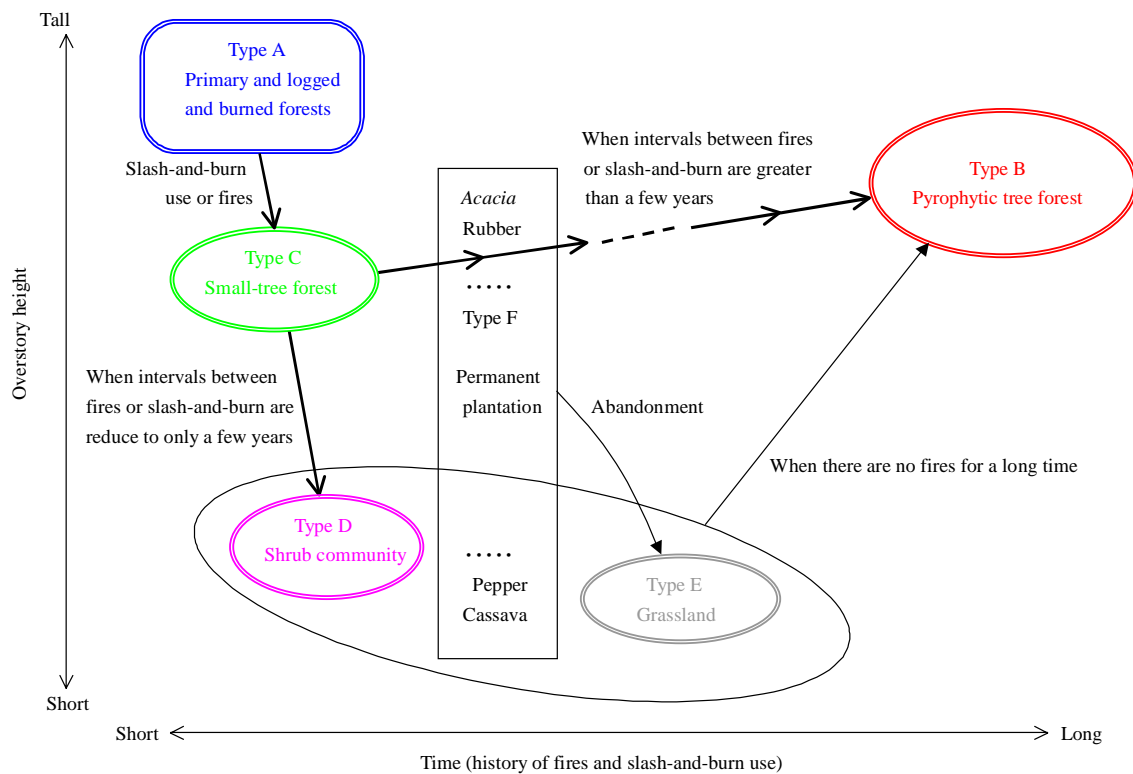 Tall
Type A
Primary and logged
and burned forests
Slash-and-burn
use or fires
When intervals between fires
or slash-and-burn are greater
than a few years
Type B
Pyrophytic tree forest
Acacia
Rubber
.....
Type F
Permanent
plantation
.....
Pepper
Cassava
Type C
Small-tree forest
Overstory height
When intervals between
fires or slash-and-burn are
reduce to only a few years
Abandonment
When there are no fires for a long time
Type D
Shrub community
Type E
Grassland
Short
Short
Long
Time (history of fires and slash-and-burn use)